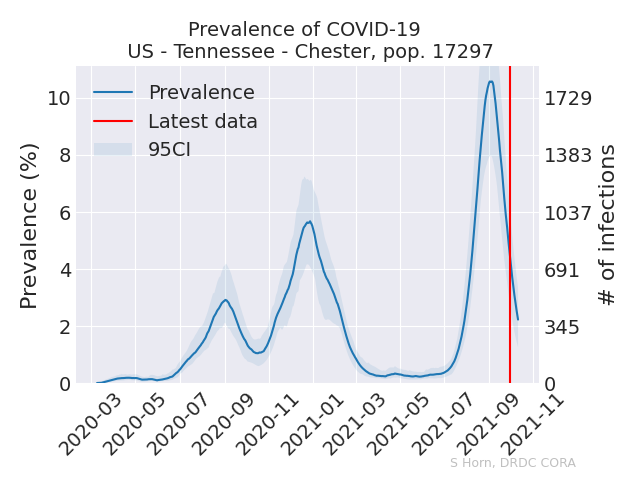 Prevalence of COVID-19
US - Tennessee - Chester, pop. 17297
Prevalence
Latest data
95CI
Prevalence (%)
10
8
6
4
2
0
1729
1383
1037
691
345
0
# of infections
2020-03
2020-05
2020-07
2020-09
2020-11
2021-01
2021-03
2021-05
2021-07
2021-09
2021-11
S Horn, DRDC CORA